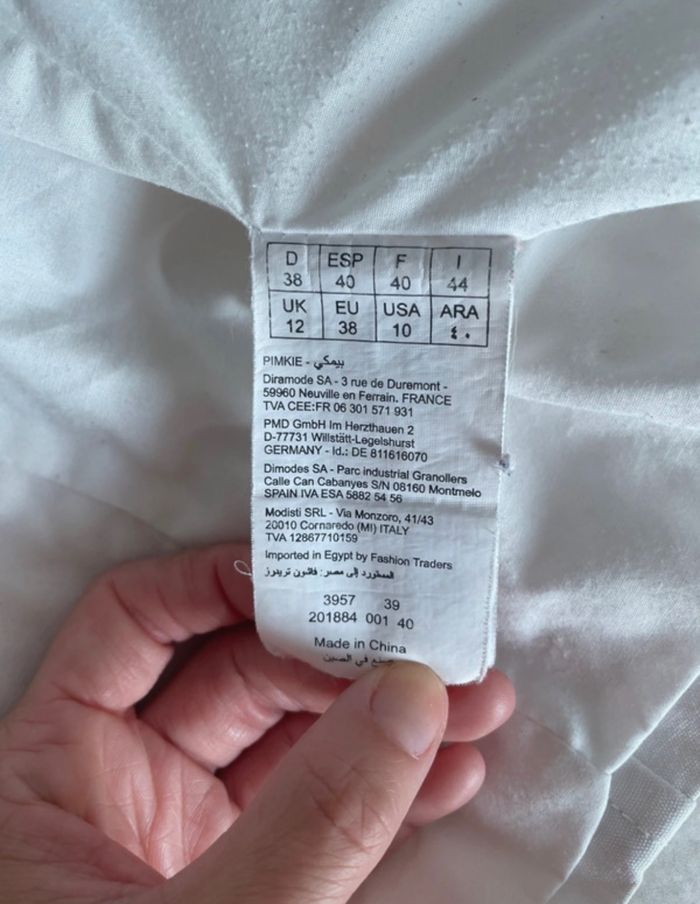 D ESP F I
38 40 40 44
UK EU USA ARA
12 38 10 ٤٠
PIMKIE - بيمكي
Diramode SA - 3 rue de Duremont -
59960 Neuville en Ferrain. FRANCE
TVA CEE:FR 06 301 571 931
PMD GmbH Im Herzthauen 2
D-77731 Willstätt-Legelshurst
GERMANY - Id.: DE 811616070
Dimodes SA - Parc industrial Granollers
Calle Can Cabanyes S/N 08160 Montmelo
SPAIN IVA ESA 5882 54 56
Modisti SRL - Via Monzoro, 41/43
20010 Cornaredo (MI) ITALY
TVA 12867710159
Imported in Egypt by Fashion Traders
المستورد إلى مصر: فاشون تريدرز
3957 39
201884 001 40
Made in China
صنع في الصين